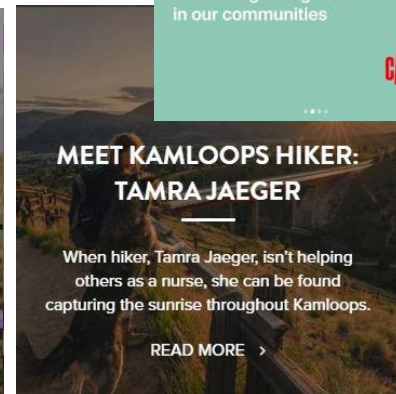 in our communities
MEET KAMLOOPS HIKER:
TAMRA JAEGER
When hiker, Tamra Jaeger, isn't helping
others as a nurse, she can be found
capturing the sunrise throughout Kamloops.
READ MORE >